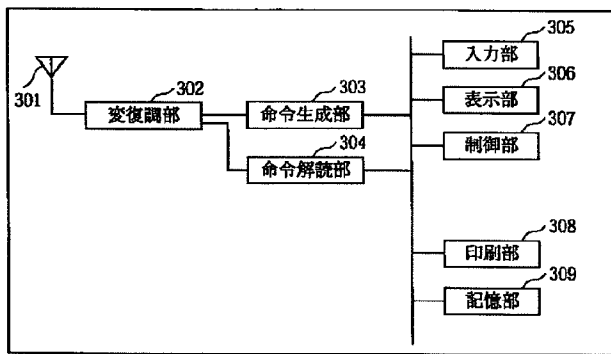 305
入力部
306
表示部
301
302
変復調部
303
命令生成部
307
制御部
304
命令解読部
308
印刷部
309
記憶部